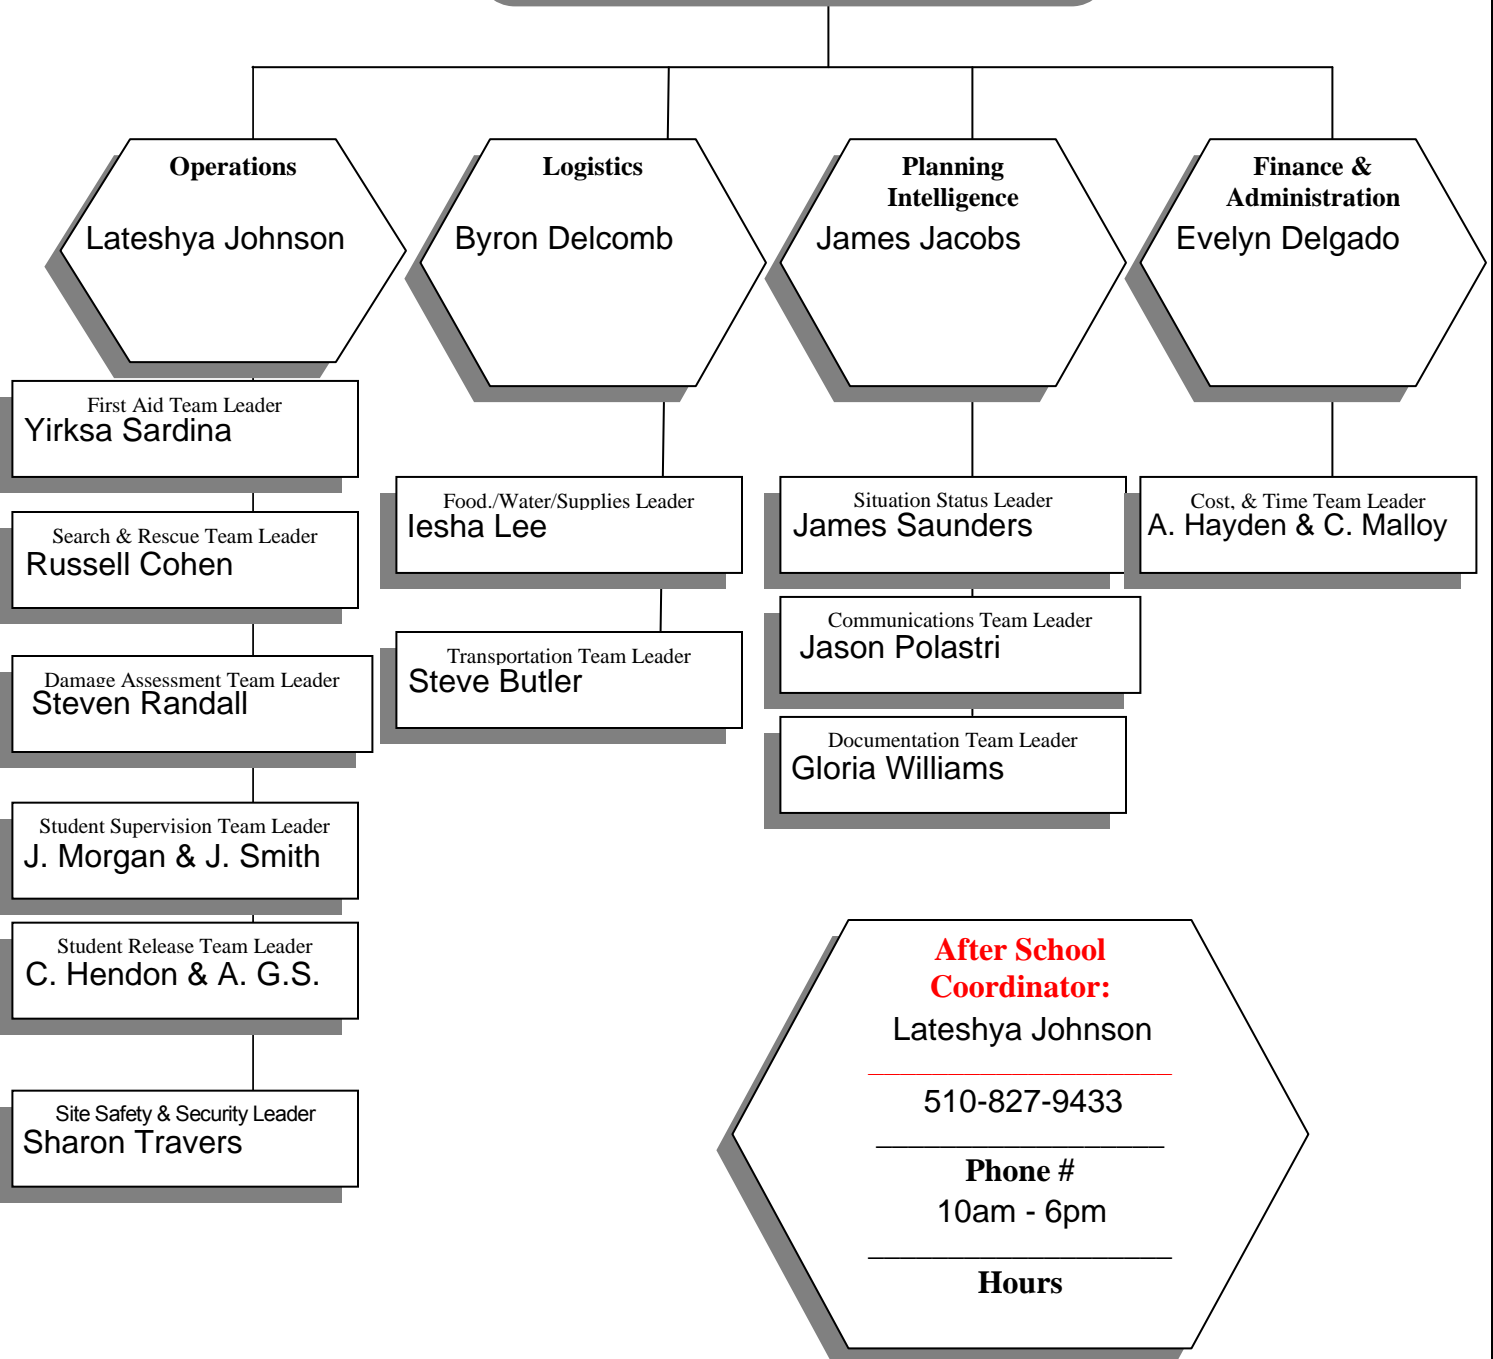 Operations
Lateshya Johnson
Logistics
Byron Delcomb
Planning
Intelligence
James Jacobs
Finance &
Administration
Evelyn Delgado
First Aid Team Leader
Yirksa Sardina
Search & Rescue Team Leader
Russell Cohen
Damage Assessment Team Leader
Steven Randall
Student Supervision Team Leader
J. Morgan & J. Smith
Student Release Team Leader
C. Hendon & A. G.S.
Site Safety & Security Leader
Sharon Travers
Food./Water/Supplies Leader
Iesha Lee
Transportation Team Leader
Steve Butler
Situation Status Leader
James Saunders
Communications Team Leader
Jason Polastri
Documentation Team Leader
Gloria Williams
Cost, & Time Team Leader
A. Hayden & C. Malloy
After School
Coordinator:
Lateshya Johnson
510-827-9433
Phone #
10am - 6pm
Hours